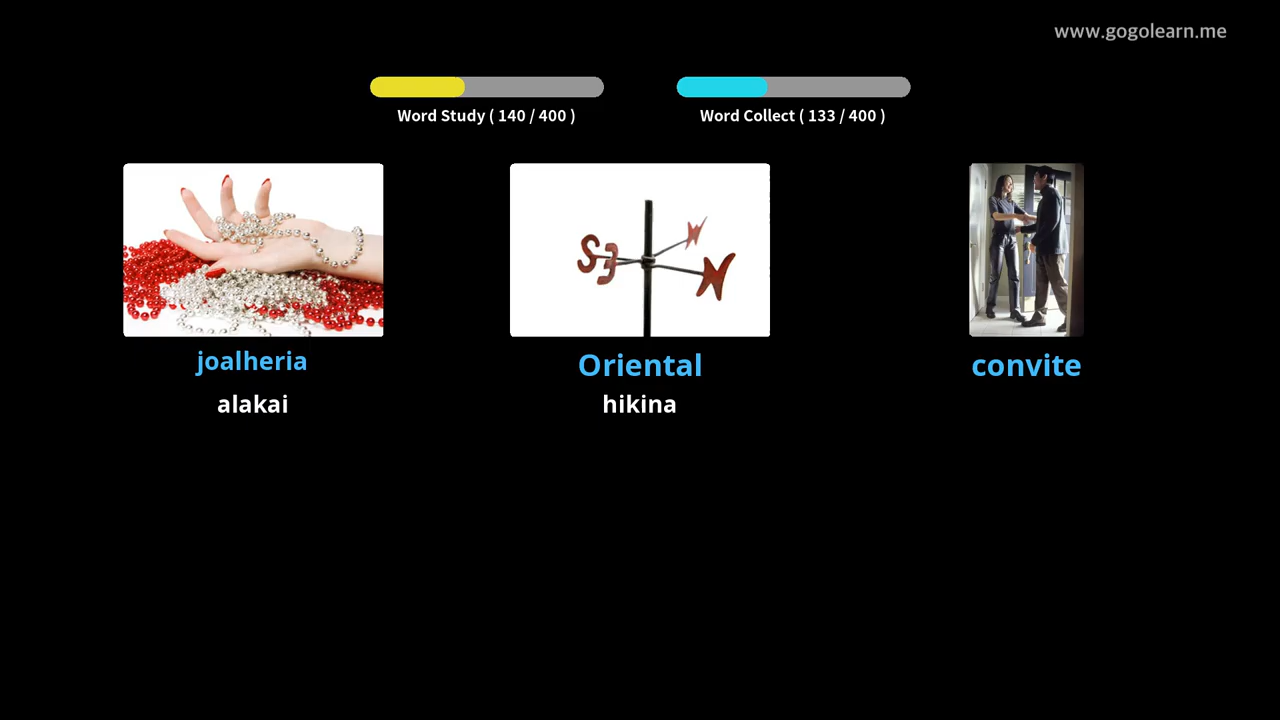 www.gogolearn.me
Word Study ( 140 / 400 )
Word Collect ( 133 / 400 )
S E N W
joalheria
Oriental
convite
alakai
hikina